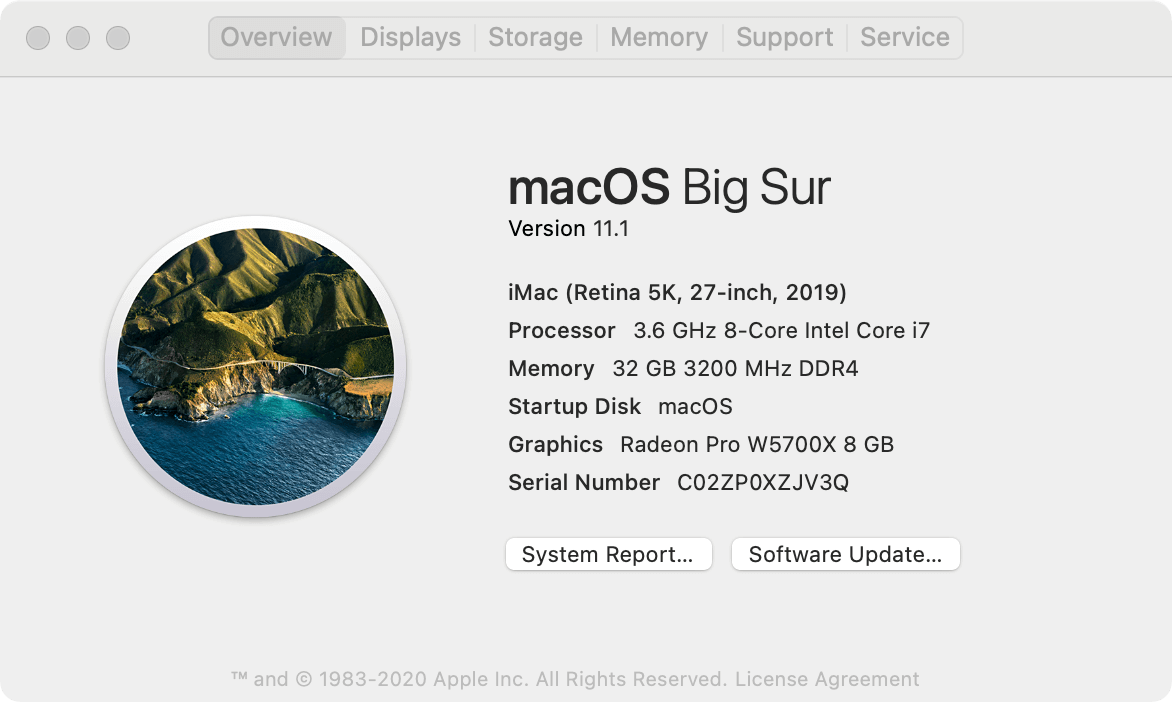 Overview Displays Storage Memory Support Service
macOS Big Sur
Version 11.1
iMac (Retina 5K, 27-inch, 2019)
Processor 3.6 GHz 8-Core Intel Core i7
Memory 32 GB 3200 MHz DDR4
Startup Disk macOS
Graphics Radeon Pro W5700X 8 GB
Serial Number C02ZP0XZJV3Q
System Report... Software Update...
™ and © 1983-2020 Apple Inc. All Rights Reserved. License Agreement